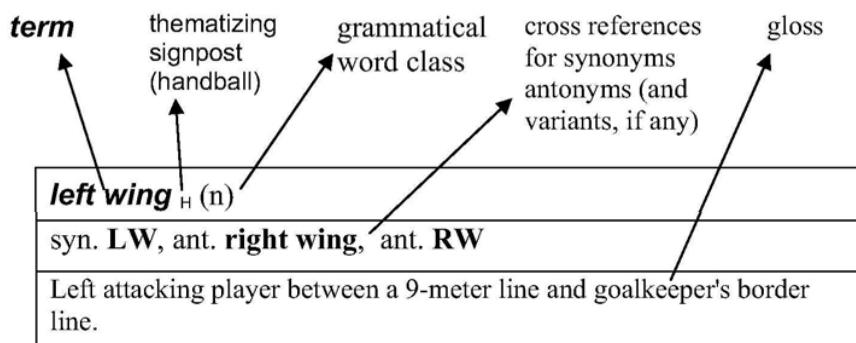 term
thematizing
signpost
(handball)
grammatical
word class
cross references
for synonyms
antonyms (and
variants, if any)
gloss
left wing H (n)
syn. LW, ant. right wing, ant. RW
Left attacking player between a 9-meter line and goalkeeper's border
line.